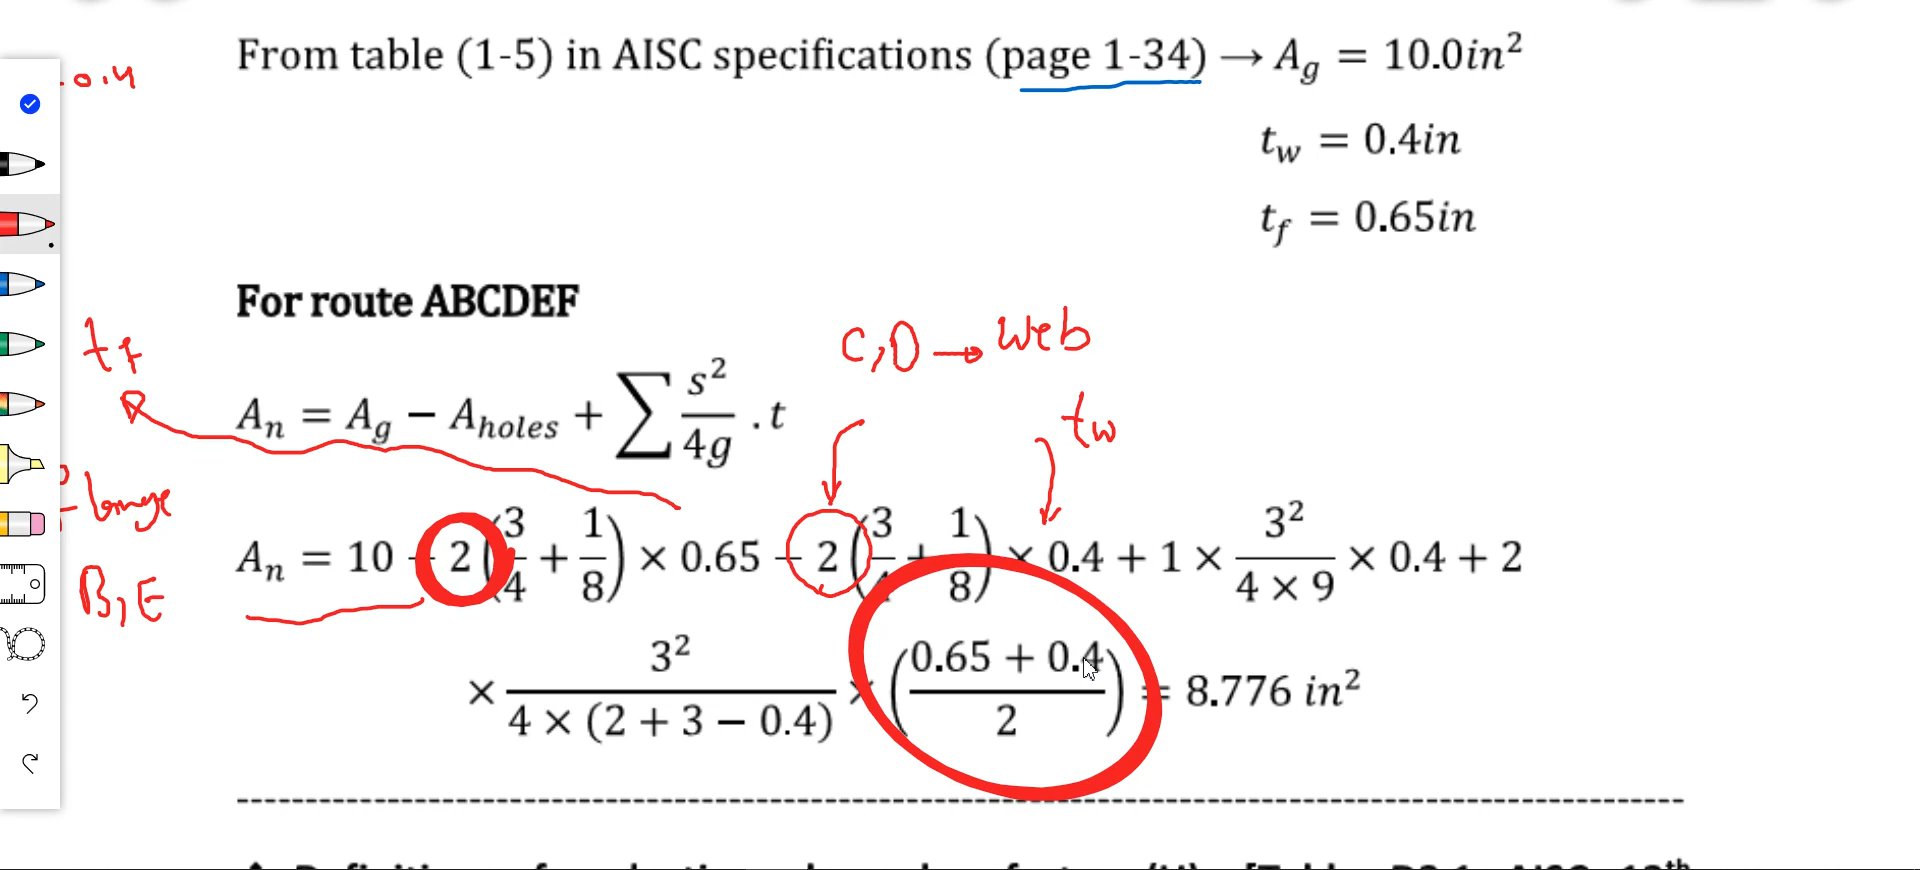 From table (1-5) in AISC specifications (page 1-34) → A_g = 10.0in²
0.4
t_w = 0.4in
t_f = 0.65in
For route ABCDEF
C,D → web
t_f
t_w
A_n = A_g − A_holes + ∑ s²/4g . t
A_n = 10 − 2(3/4 + 1/8) × 0.65 − 2(3/4 + 1/8) × 0.4 + 1 × 3²/(4 × 9) × 0.4 + 2
B,E
× 3²/(4 × (2 + 3 − 0.4)) × ((0.65 + 0.4)/2) = 8.776 in²